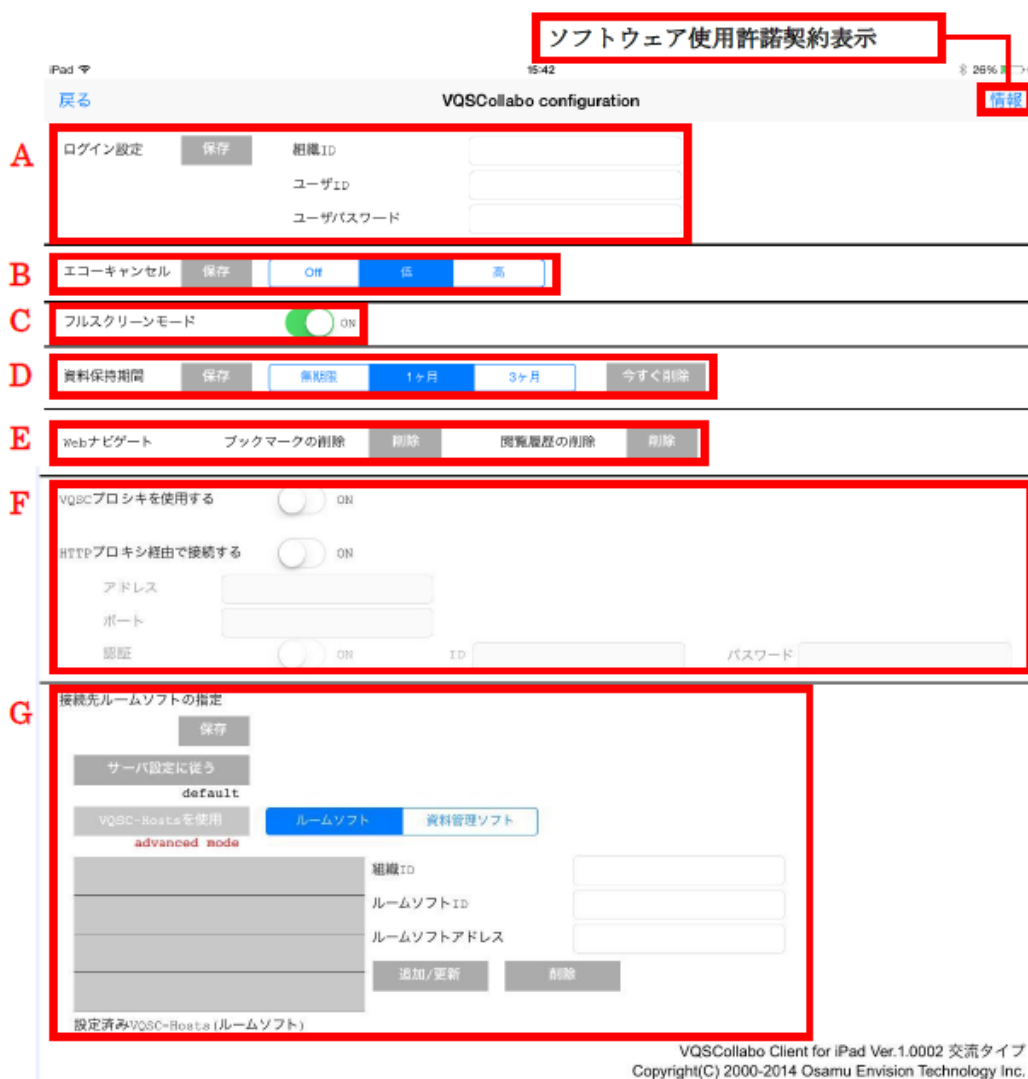 ソフトウェア使用許諾契約表示
iPad 15:42 26%
戻る VQSCollabo configuration 情報
A ログイン設定 保存 組織ID
ユーザID
ユーザパスワード
B エコーキャンセル 保存 Off 低 高
C フルスクリーンモード ON
D 資料保持期間 保存 無期限 1ヶ月 3ヶ月 今すぐ削除
E Webナビゲート ブックマークの削除 削除 閲覧履歴の削除 削除
F VQSCプロシキを使用する ON
HTTPプロキシ経由で接続する ON
アドレス
ポート
認証 ON ID パスワード
G 接続先ルームソフトの指定
保存
サーバ設定に従う
default
VQSC-Hostsを使用 ルームソフト 資料管理ソフト
advanced mode
組織ID
ルームソフトID
ルームソフトアドレス
追加/更新 削除
設定済みVQSC-Hosts(ルームソフト)
VQSCollabo Client for iPad Ver.1.0002 交流タイプ
Copyright(C) 2000-2014 Osamu Envision Technology Inc.